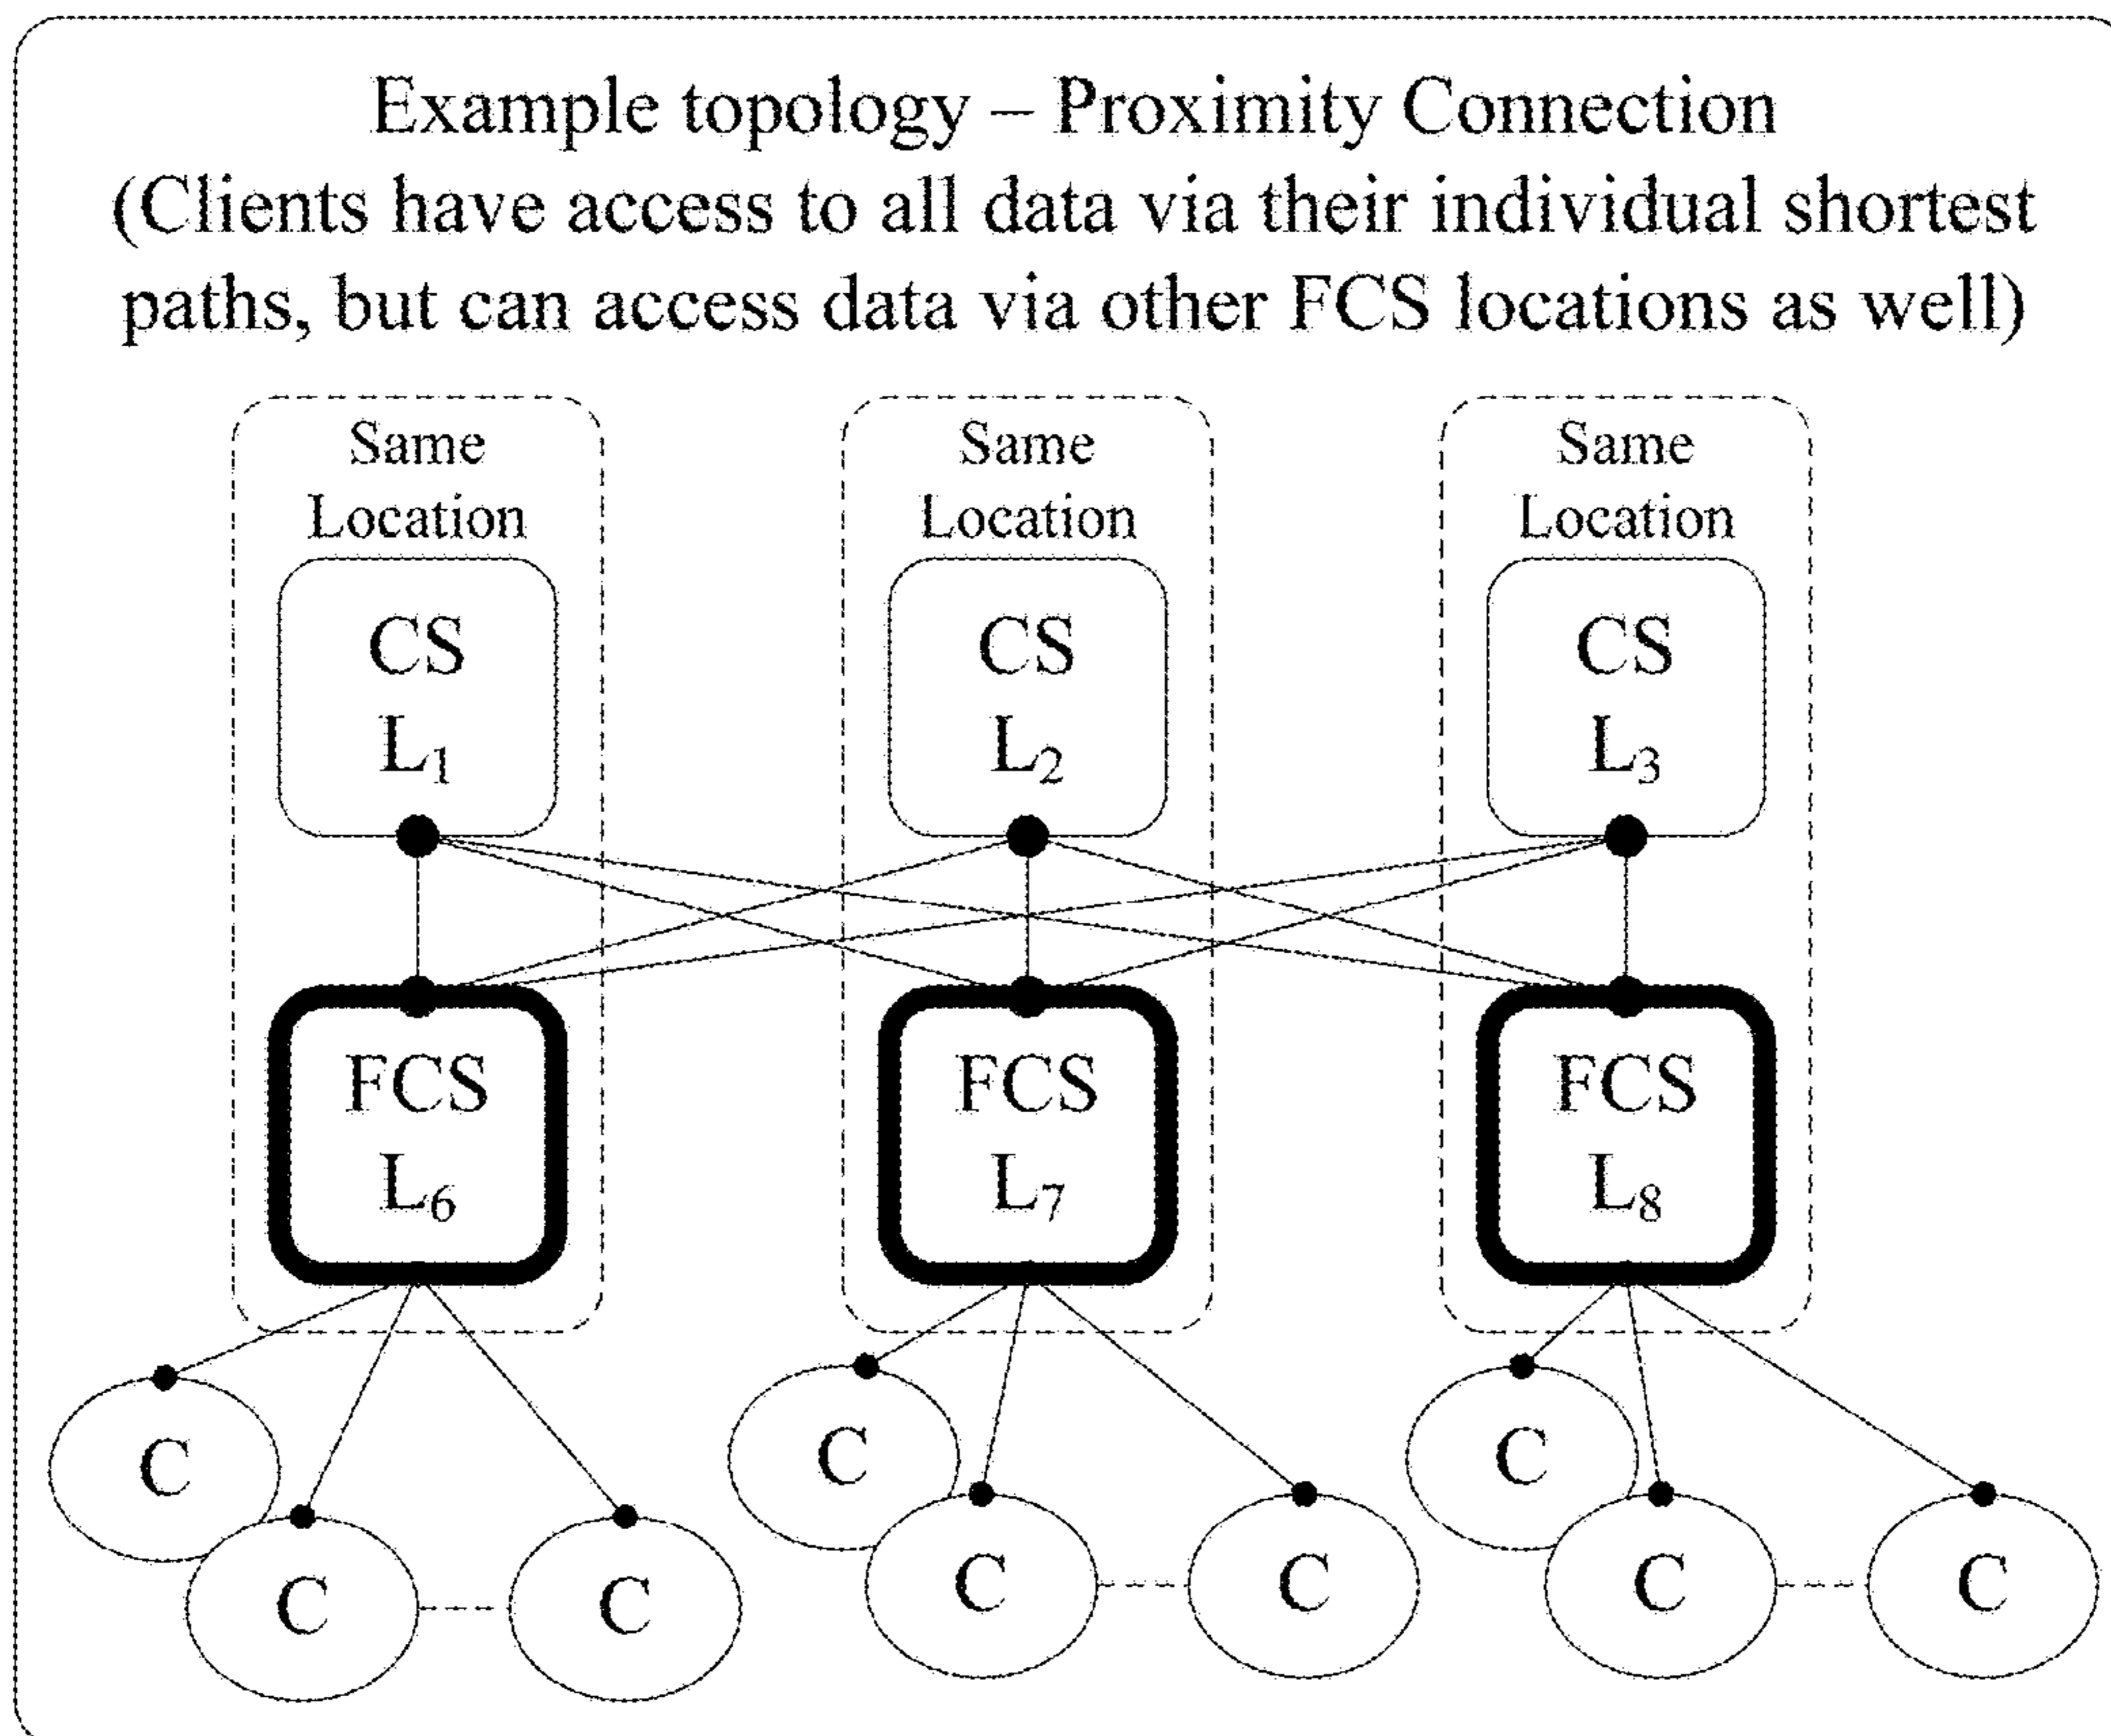 Example topology – Proximity Connection
(Clients have access to all data via their individual shortest
paths, but can access data via other FCS locations as well)
Same
Location
CS
L1
Same
Location
CS
L2
Same
Location
CS
L3
FCS
L6
FCS
L7
FCS
L8
C
C
C
C
C
C
C
C
C